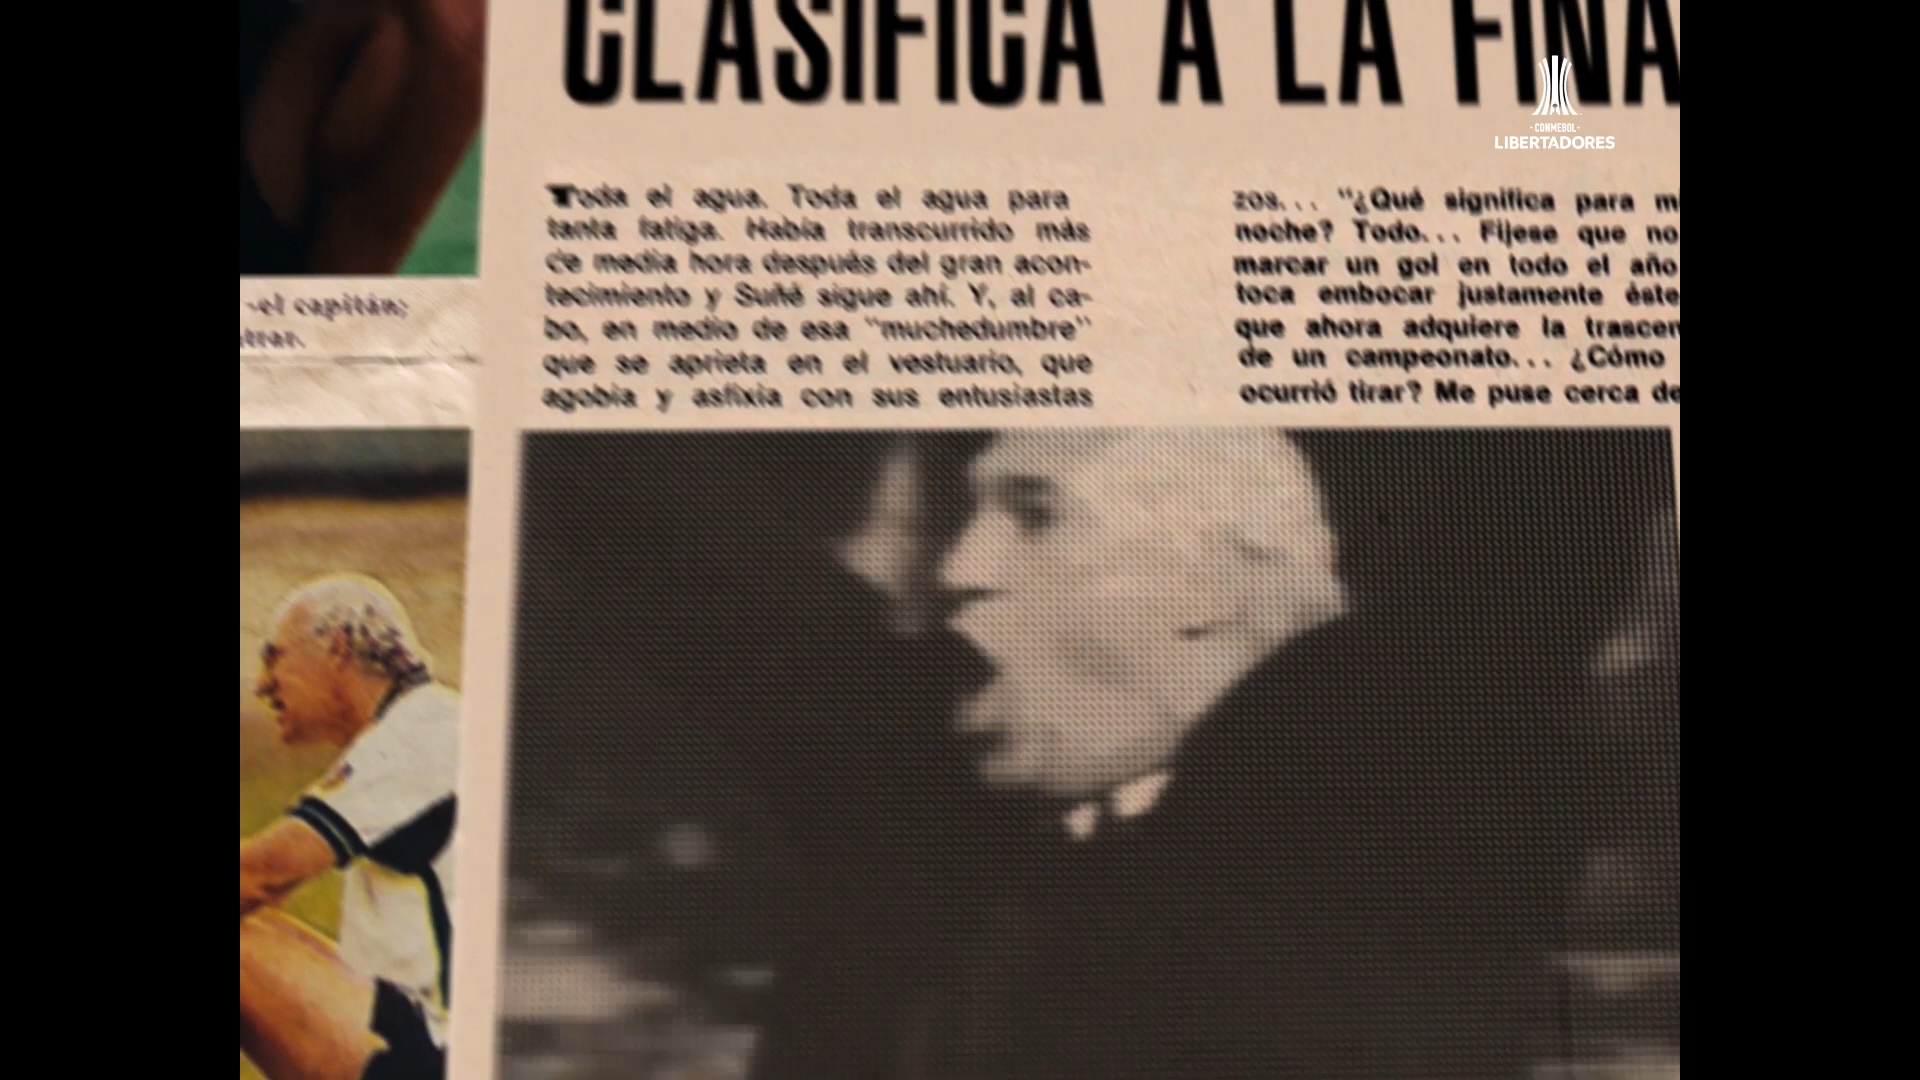 CLASIFICA A LA FINA
-CONMEBOL-
LIBERTADORES
-el capitán;
Toda el agua. Toda el agua para
tanta fatiga. Había transcurrido más
de media hora después del gran acon-
tecimiento y Suñé sigue ahí. Y, al ca-
bo, en medio de esa "muchedumbre"
que se aprieta en el vestuario, que
agobia y asfixia con sus entusiastas
zos... "¿Qué significa para m
noche? Todo... Fíjese que no
marcar un gol en todo el año
toca embocar justamente éste
que ahora adquiere la trascen
de un campeonato... ¿Cómo
ocurrió tirar? Me puse cerca de